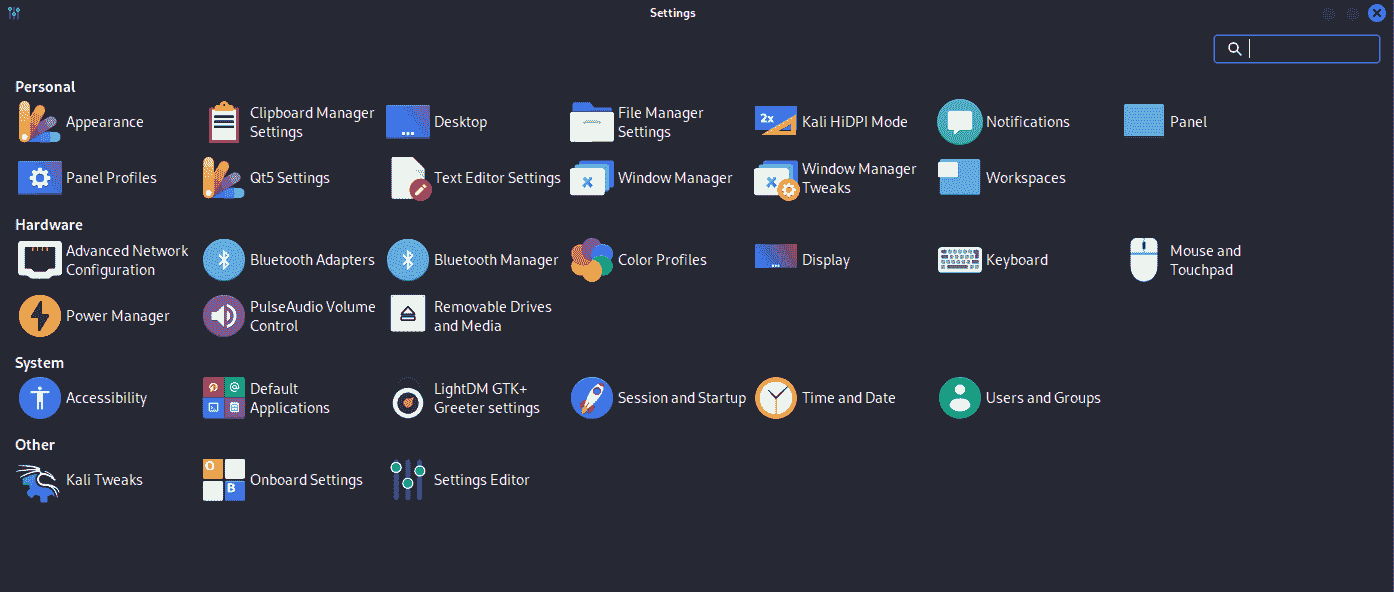 Settings
Personal
Appearance
Clipboard Manager
Settings
Desktop
File Manager
Settings
2x
Kali HiDPI Mode
Notifications
Panel
Panel Profiles
Qt5 Settings
Text Editor Settings
Window Manager
Window Manager
Tweaks
Workspaces
Hardware
Advanced Network
Configuration
Bluetooth Adapters
Bluetooth Manager
Color Profiles
Display
Keyboard
Mouse and
Touchpad
Power Manager
PulseAudio Volume
Control
Removable Drives
and Media
System
Accessibility
Default
Applications
LightDM GTK+
Greeter settings
Session and Startup
Time and Date
Users and Groups
Other
Kali Tweaks
O
B
Onboard Settings
Settings Editor